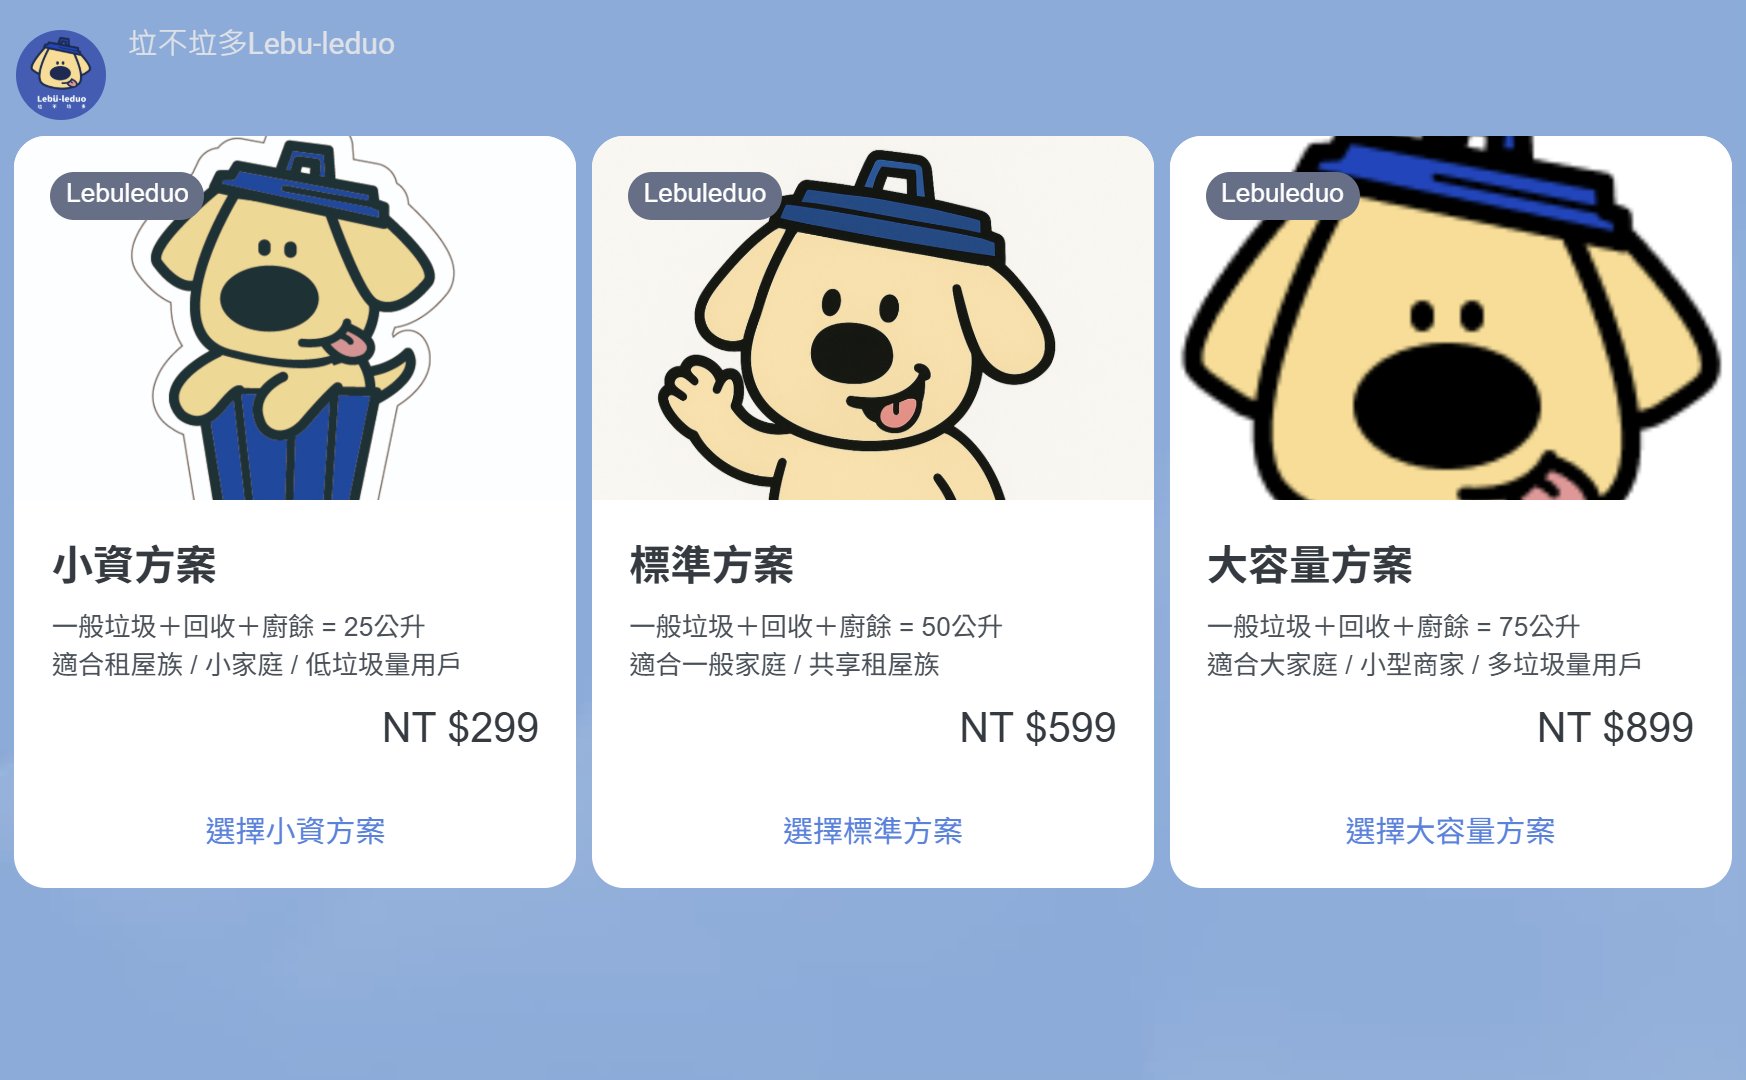 垃不垃多Lebu-leduo
Lebü-leduo
垃 不 垃 多
Lebuleduo
小資方案
一般垃圾＋回收＋廚餘 = 25公升
適合租屋族 / 小家庭 / 低垃圾量用戶
NT $299
選擇小資方案
Lebuleduo
標準方案
一般垃圾＋回收＋廚餘 = 50公升
適合一般家庭 / 共享租屋族
NT $599
選擇標準方案
Lebuleduo
大容量方案
一般垃圾＋回收＋廚餘 = 75公升
適合大家庭 / 小型商家 / 多垃圾量用戶
NT $899
選擇大容量方案